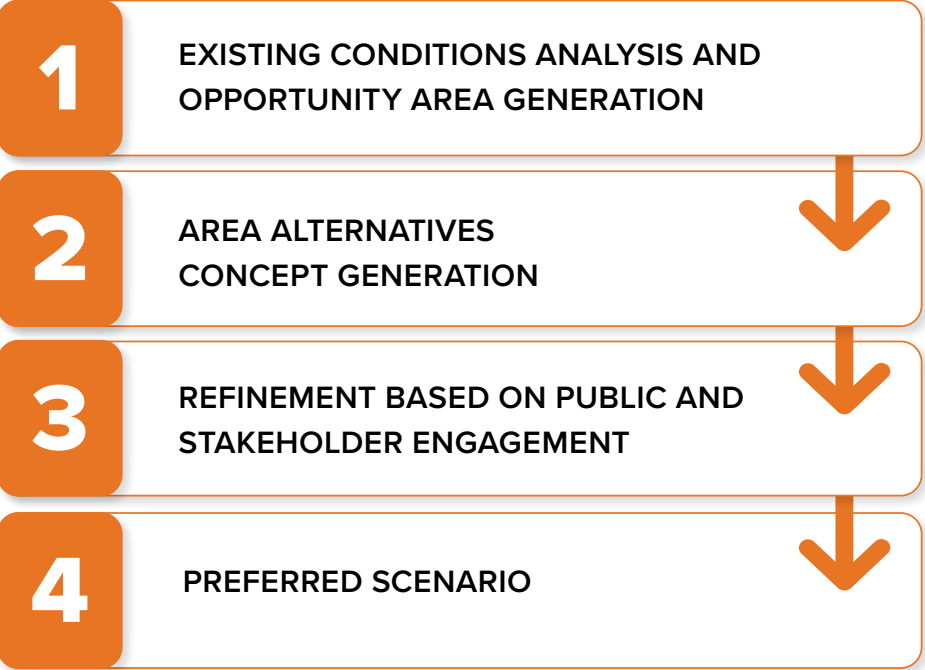 1
EXISTING CONDITIONS ANALYSIS AND
OPPORTUNITY AREA GENERATION
2
AREA ALTERNATIVES
CONCEPT GENERATION
3
REFINEMENT BASED ON PUBLIC AND
STAKEHOLDER ENGAGEMENT
4
PREFERRED SCENARIO